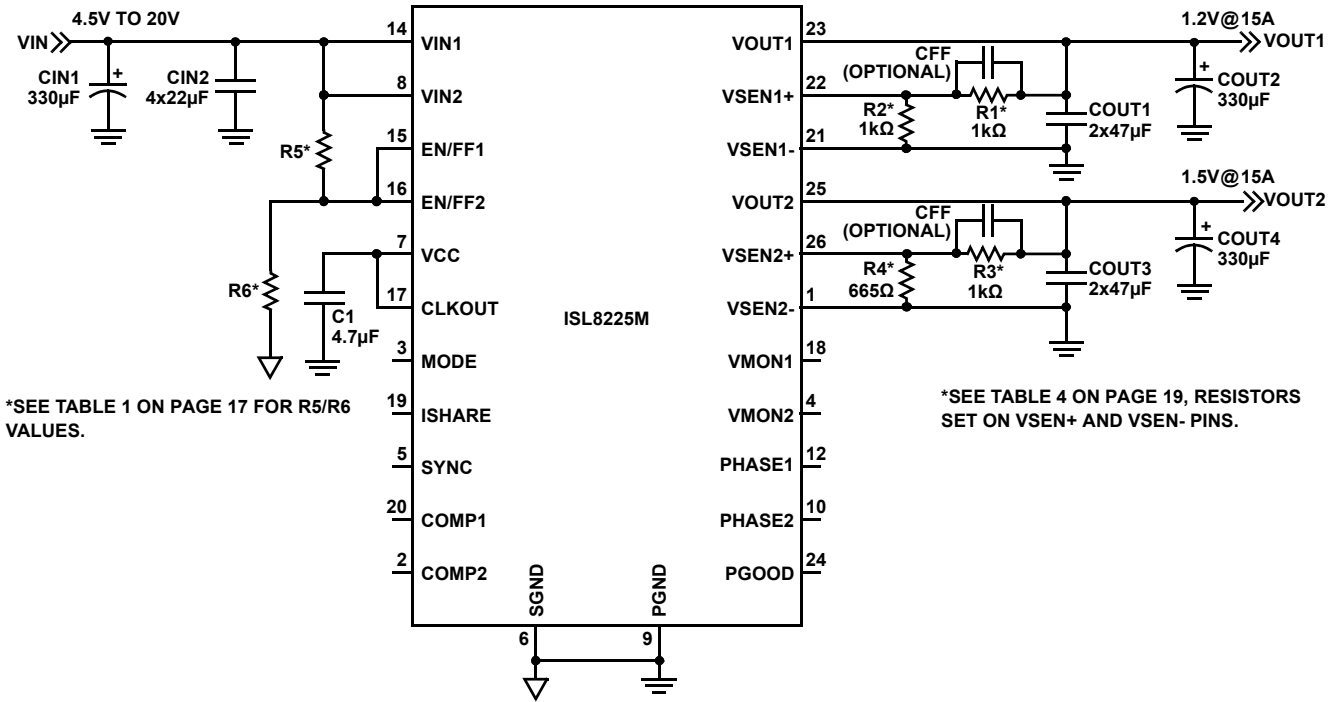 4.5V TO 20V
VIN
CIN1
330µF
+
CIN2
4x22µF
R5*
R6*
C1
4.7µF
*SEE TABLE 1 ON PAGE 17 FOR R5/R6
VALUES.
14 VIN1
8 VIN2
15 EN/FF1
16 EN/FF2
7 VCC
17 CLKOUT
3 MODE
19 ISHARE
5 SYNC
20 COMP1
2 COMP2
ISL8225M
SGND
6
PGND
9
VOUT1 23
VSEN1+ 22
VSEN1- 21
VOUT2 25
VSEN2+ 26
VSEN2- 1
VMON1 18
VMON2 4
PHASE1 12
PHASE2 10
PGOOD 24
1.2V@15A
VOUT1
CFF
(OPTIONAL)
R2*
1kΩ
R1*
1kΩ
COUT1
2x47µF
+
COUT2
330µF
1.5V@15A
VOUT2
CFF
(OPTIONAL)
R4*
665Ω
R3*
1kΩ
COUT3
2x47µF
+
COUT4
330µF
*SEE TABLE 4 ON PAGE 19, RESISTORS
SET ON VSEN+ AND VSEN- PINS.